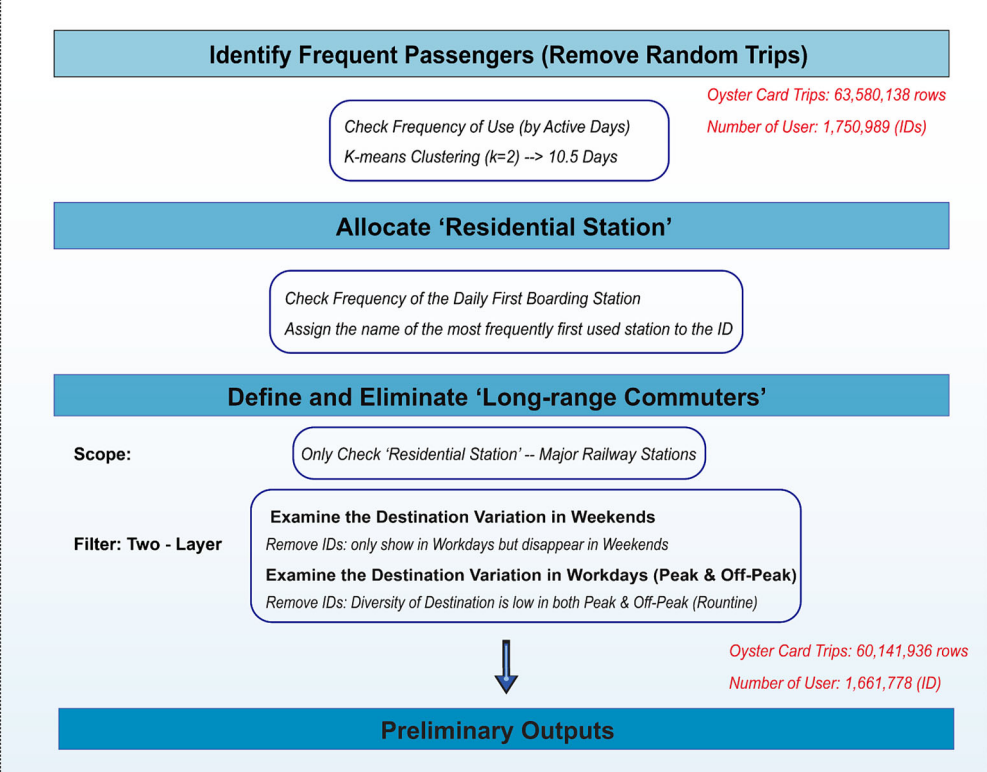 Identify Frequent Passengers (Remove Random Trips)
Oyster Card Trips: 63,580,138 rows
Number of User: 1,750,989 (IDs)
Check Frequency of Use (by Active Days)
K-means Clustering (k=2) --> 10.5 Days
Allocate ‘Residential Station’
Check Frequency of the Daily First Boarding Station
Assign the name of the most frequently first used station to the ID
Define and Eliminate ‘Long-range Commuters’
Scope:
Only Check ‘Residential Station’ -- Major Railway Stations
Filter: Two - Layer
Examine the Destination Variation in Weekends
Remove IDs: only show in Workdays but disappear in Weekends
Examine the Destination Variation in Workdays (Peak & Off-Peak)
Remove IDs: Diversity of Destination is low in both Peak & Off-Peak (Rountine)
Oyster Card Trips: 60,141,936 rows
Number of User: 1,661,778 (ID)
Preliminary Outputs